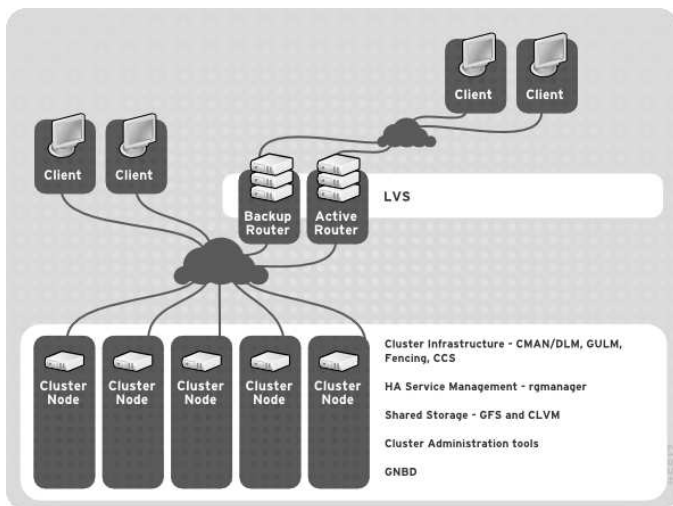 Client
Client
Client
Client
Backup Router
Active Router
LVS
Cluster Node
Cluster Node
Cluster Node
Cluster Node
Cluster Node
Cluster Infrastructure - CMAN/DLM, GULM,
Fencing, CCS
HA Service Management - rgmanager
Shared Storage - GFS and CLVM
Cluster Administration tools
GNBD